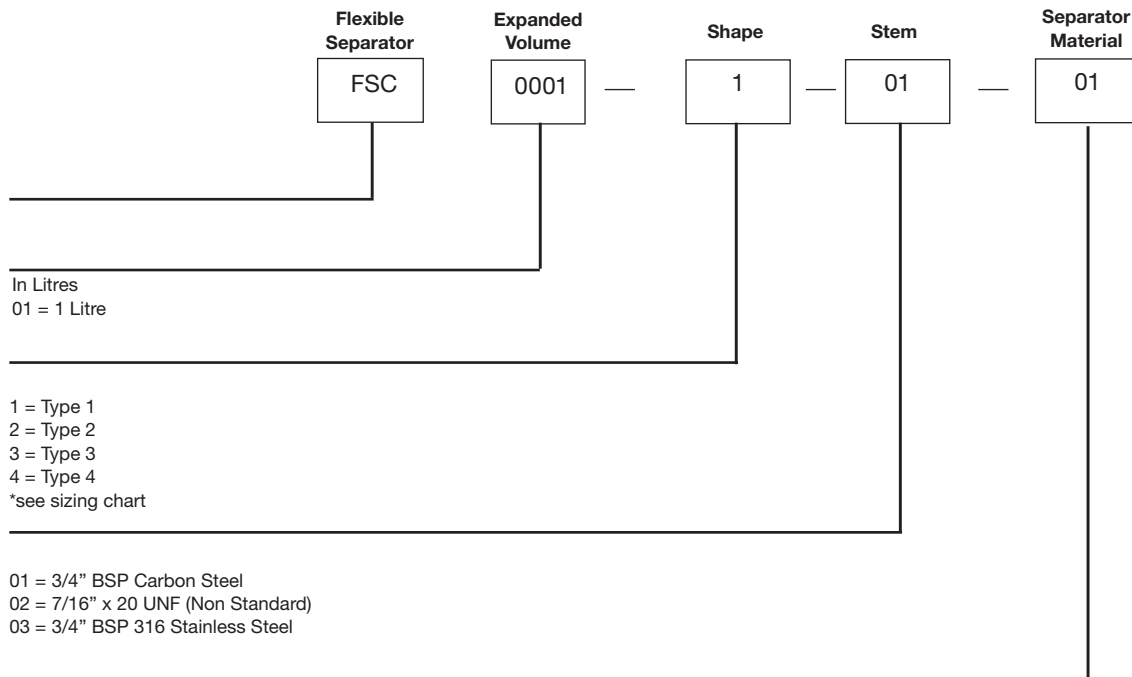 Flexible Separator
Expanded Volume
Shape
Stem
Separator Material
FSC
0001
—
1
—
01
—
01
In Litres
01 = 1 Litre
1 = Type 1
2 = Type 2
3 = Type 3
4 = Type 4
*see sizing chart
01 = 3/4” BSP Carbon Steel
02 = 7/16” x 20 UNF (Non Standard)
03 = 3/4” BSP 316 Stainless Steel